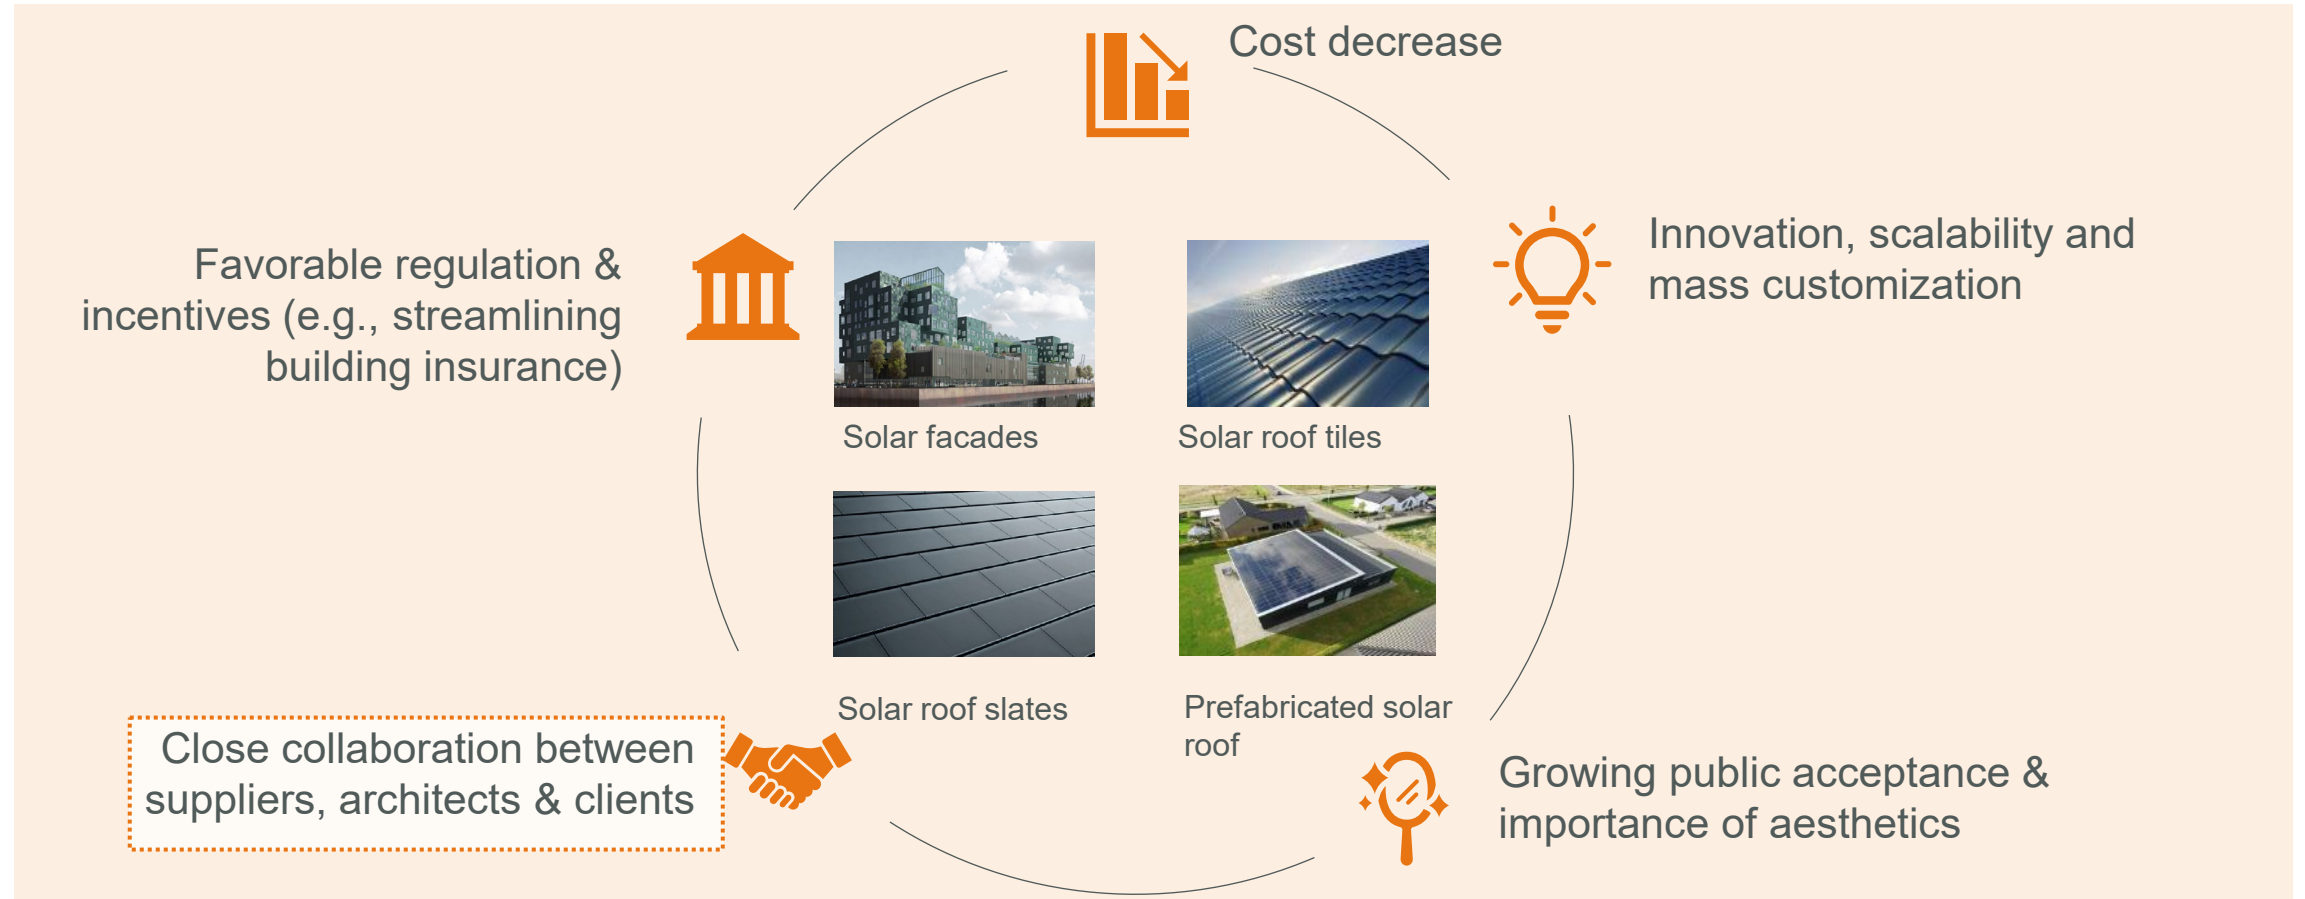 Cost decrease
Innovation, scalability and
mass customization
Favorable regulation &
incentives (e.g., streamlining
building insurance)
Solar facades
Solar roof tiles
Solar roof slates
Prefabricated solar
roof
Close collaboration between
suppliers, architects & clients
Growing public acceptance &
importance of aesthetics